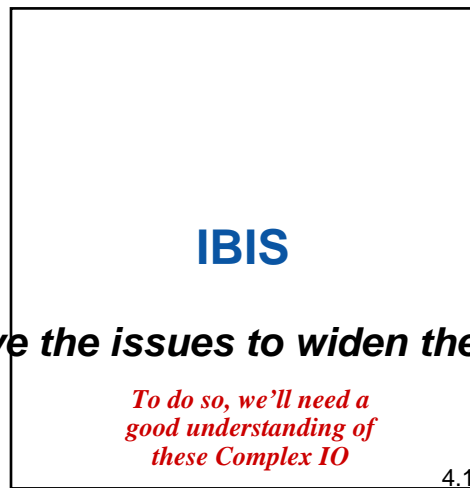 IBIS
ve the issues to widen the
To do so, we'll need a
good understanding of
these Complex IO
4.1